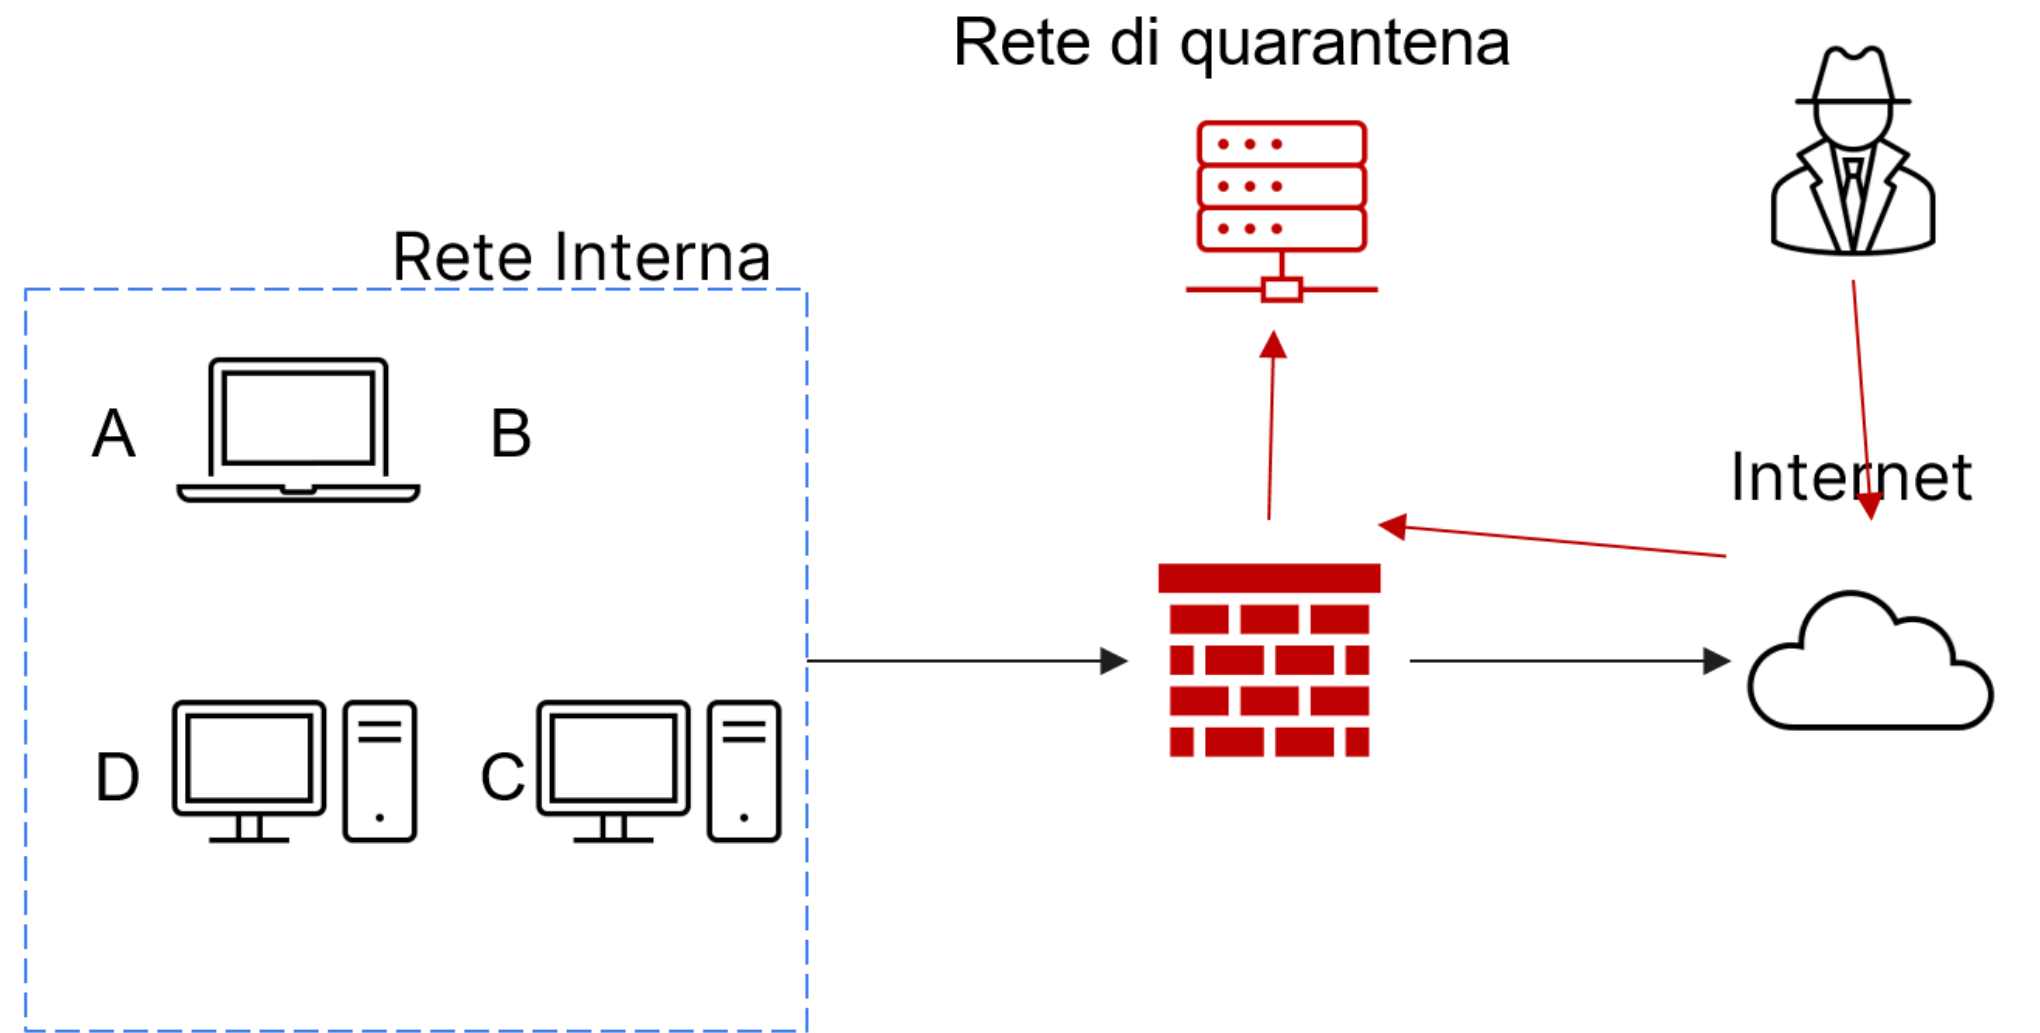 Rete di quarantena
Rete Interna
A
B
Internet
D
C